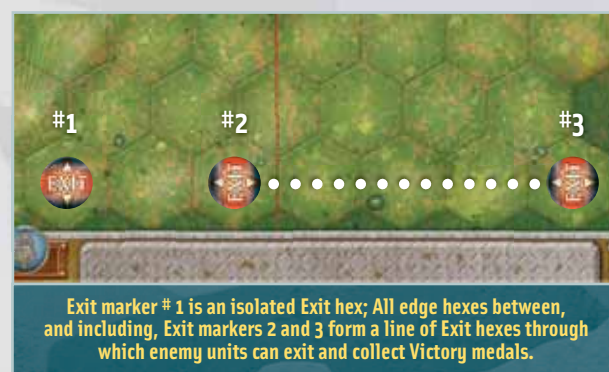 #1
#2
#3
EXIT
EXIT
EXIT
Exit marker # 1 is an isolated Exit hex; All edge hexes between,
and including, Exit markers 2 and 3 form a line of Exit hexes through
which enemy units can exit and collect Victory medals.